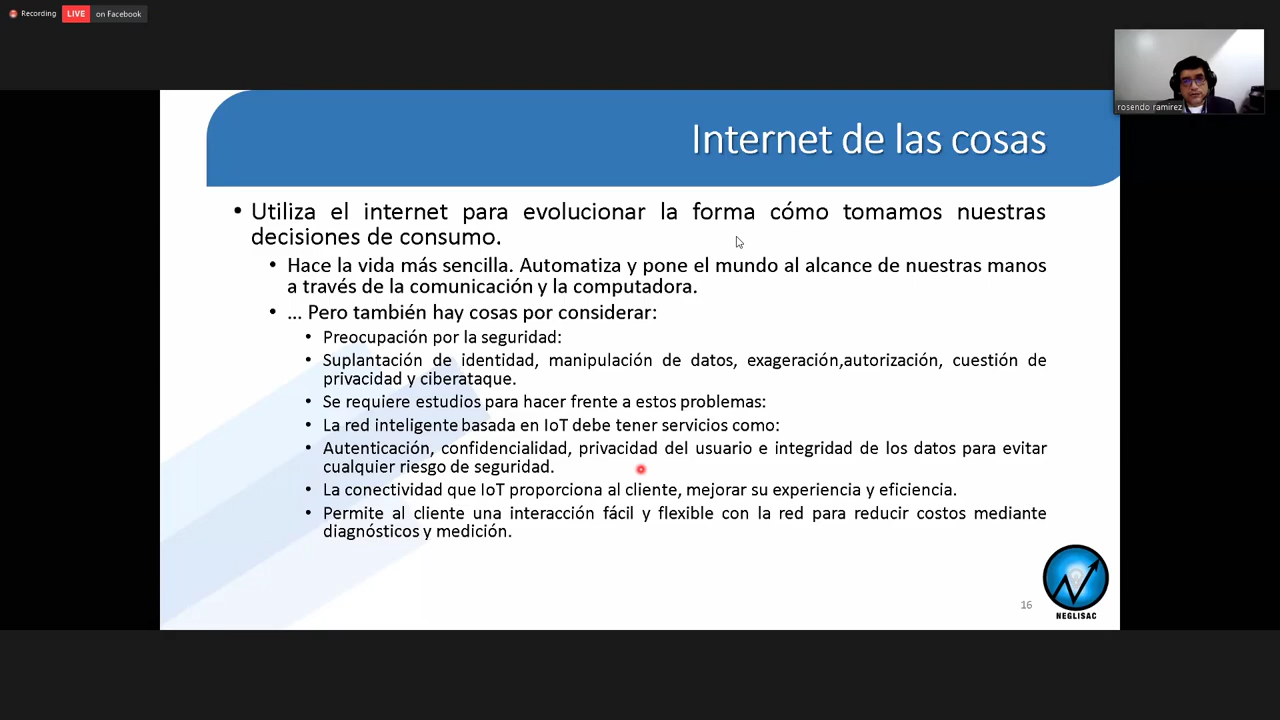 Recording LIVE on Facebook
rosendo ramirez
Internet de las cosas
• Utiliza el internet para evolucionar la forma cómo tomamos nuestras
decisiones de consumo.
• Hace la vida más sencilla. Automatiza y pone el mundo al alcance de nuestras manos
a través de la comunicación y la computadora.
• ... Pero también hay cosas por considerar:
• Preocupación por la seguridad:
• Suplantación de identidad, manipulación de datos, exageración,autorización, cuestión de
privacidad y ciberataque.
• Se requiere estudios para hacer frente a estos problemas:
• La red inteligente basada en IoT debe tener servicios como:
• Autenticación, confidencialidad, privacidad del usuario e integridad de los datos para evitar
cualquier riesgo de seguridad.
• La conectividad que IoT proporciona al cliente, mejorar su experiencia y eficiencia.
• Permite al cliente una interacción fácil y flexible con la red para reducir costos mediante
diagnósticos y medición.
16
NEGLISAC